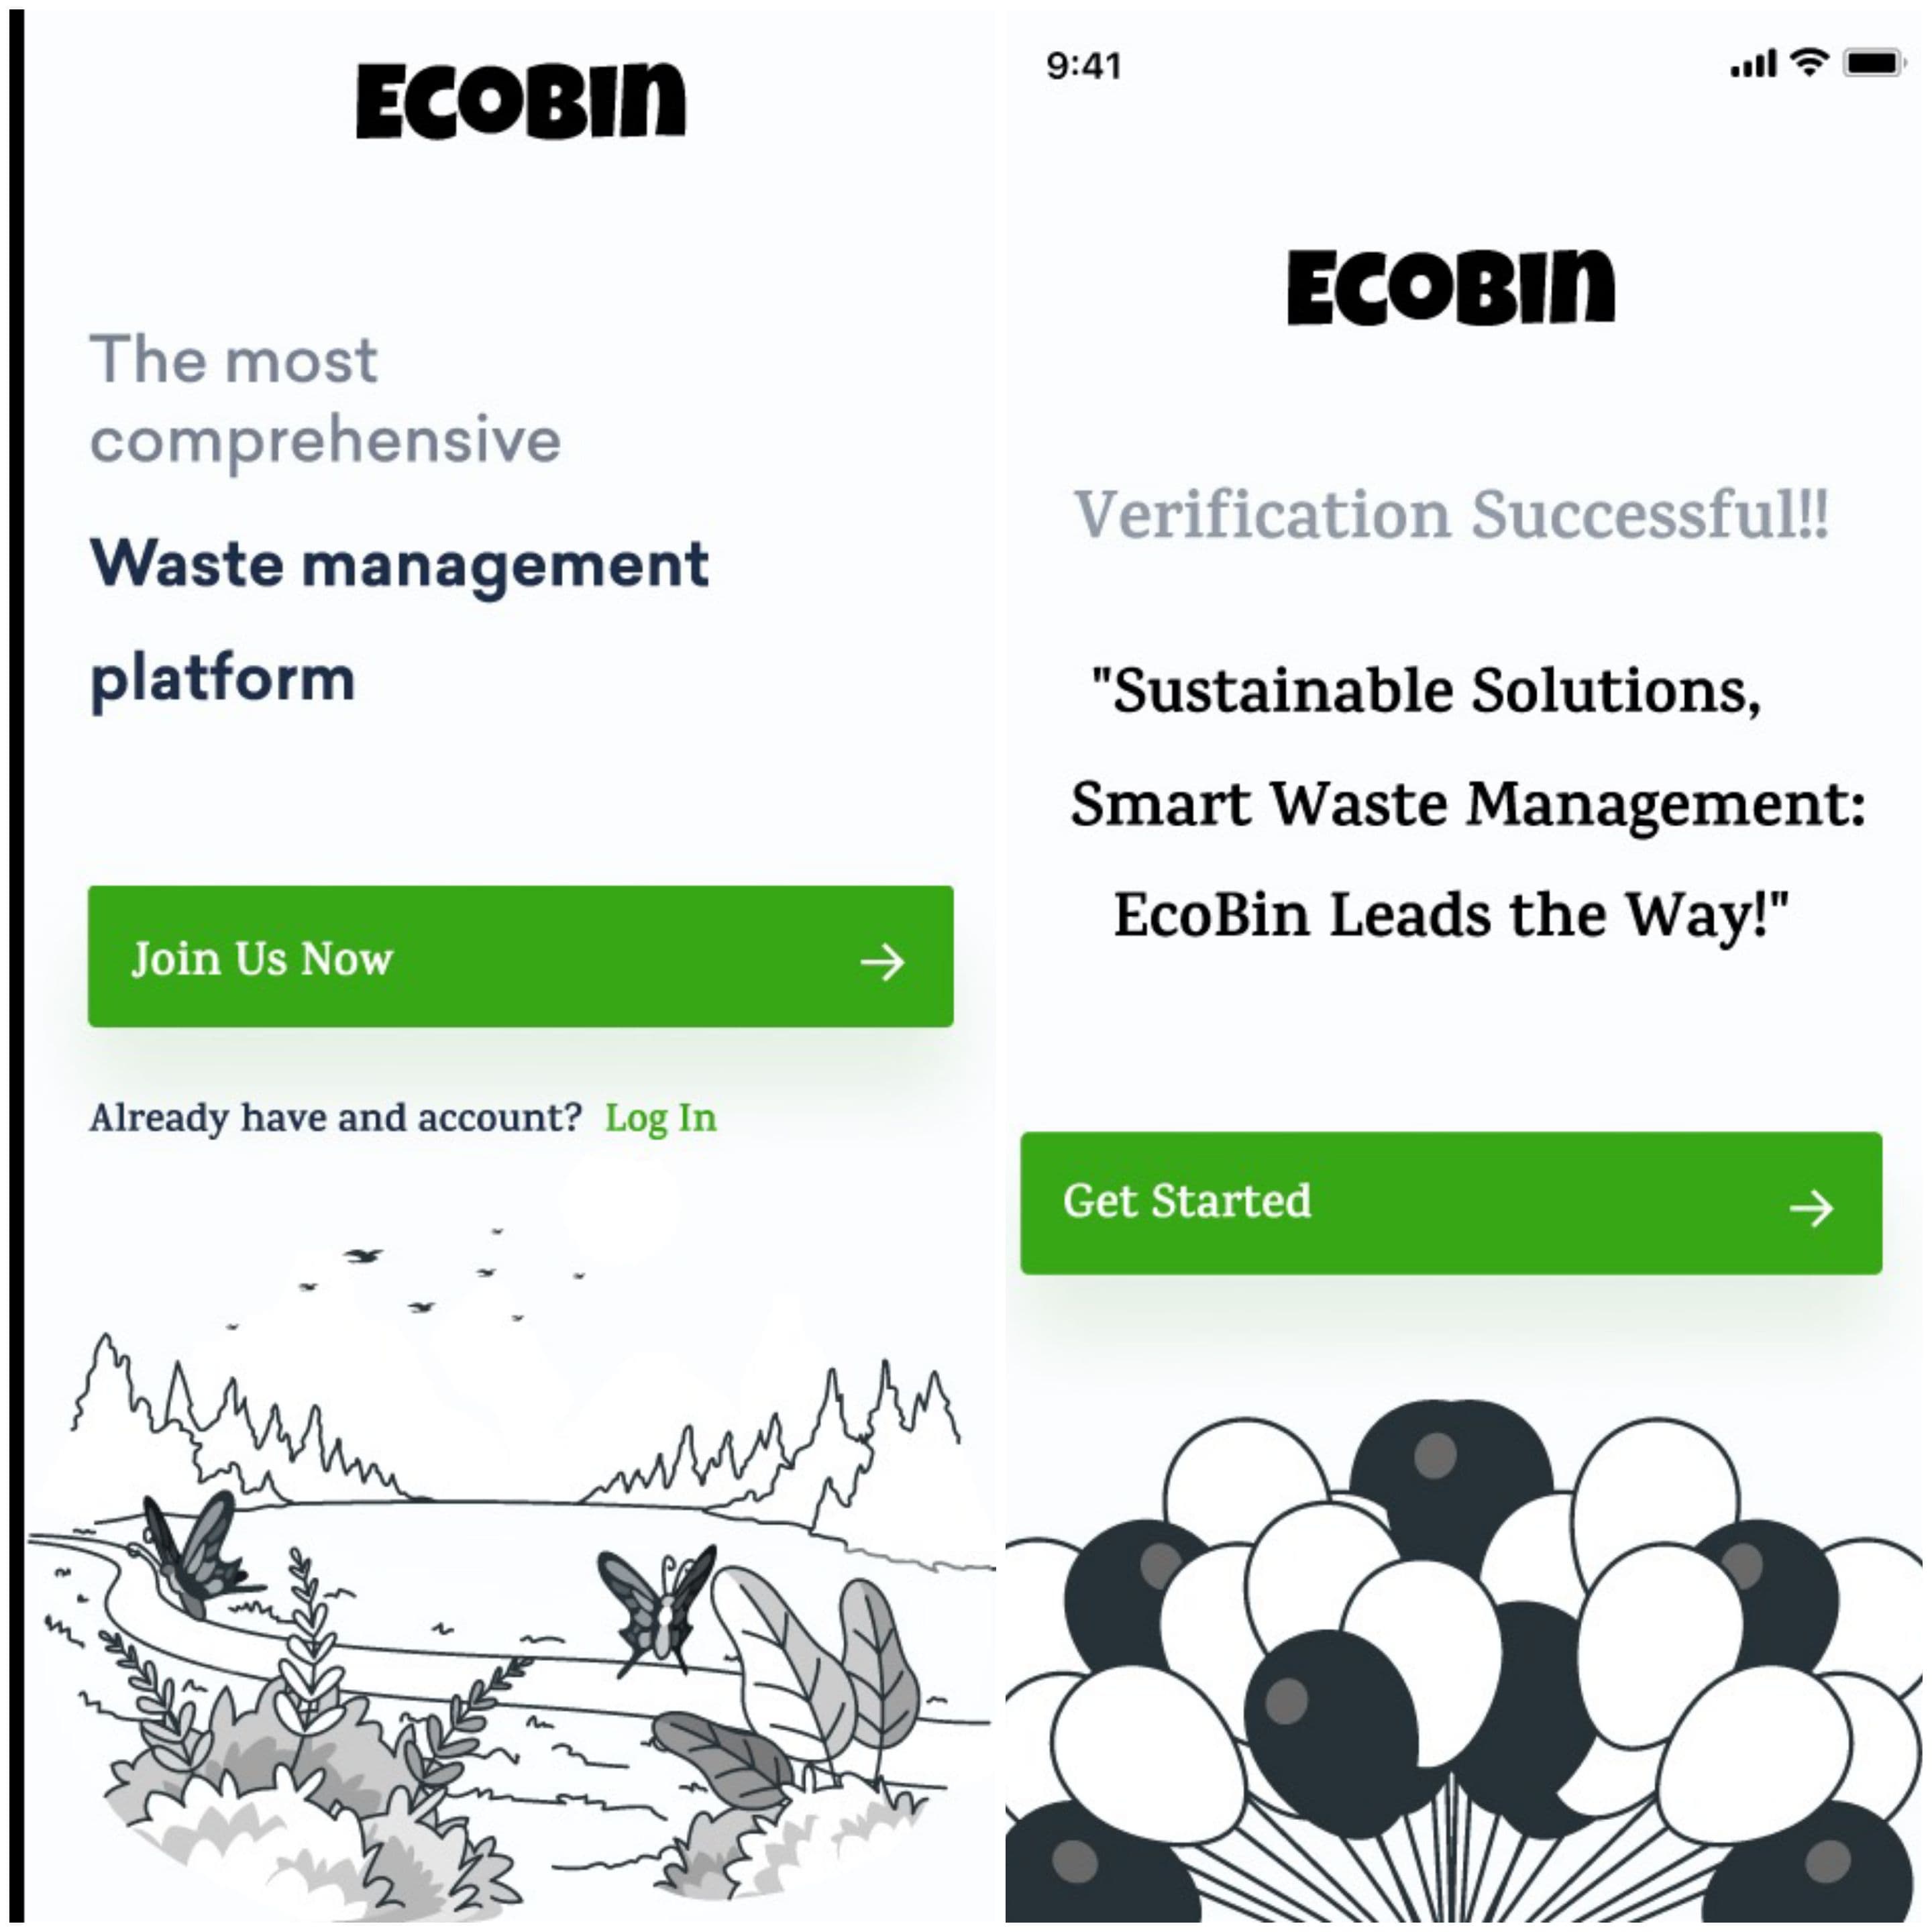 ECOBIN
The most
comprehensive
Waste management
platform
Join Us Now
Already have and account? Log In
9:41
ECOBIN
Verification Successful!!
"Sustainable Solutions,
Smart Waste Management:
EcoBin Leads the Way!"
Get Started